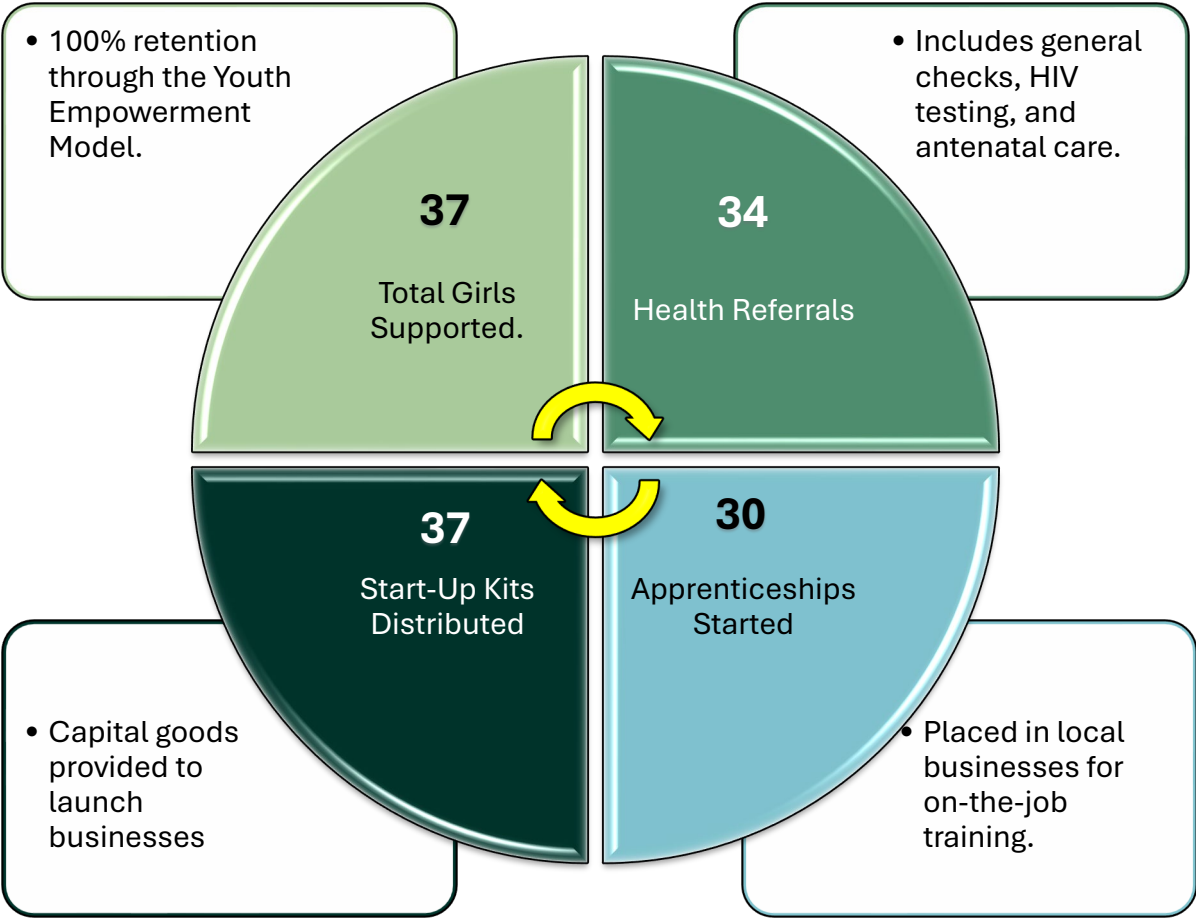 • 100% retention
through the Youth
Empowerment
Model.
• Includes general
checks, HIV
testing, and
antenatal care.
37
Total Girls
Supported.
34
Health Referrals
37
Start-Up Kits
Distributed
30
Apprenticeships
Started
• Capital goods
provided to
launch
businesses
• Placed in local
businesses for
on-the-job
training.